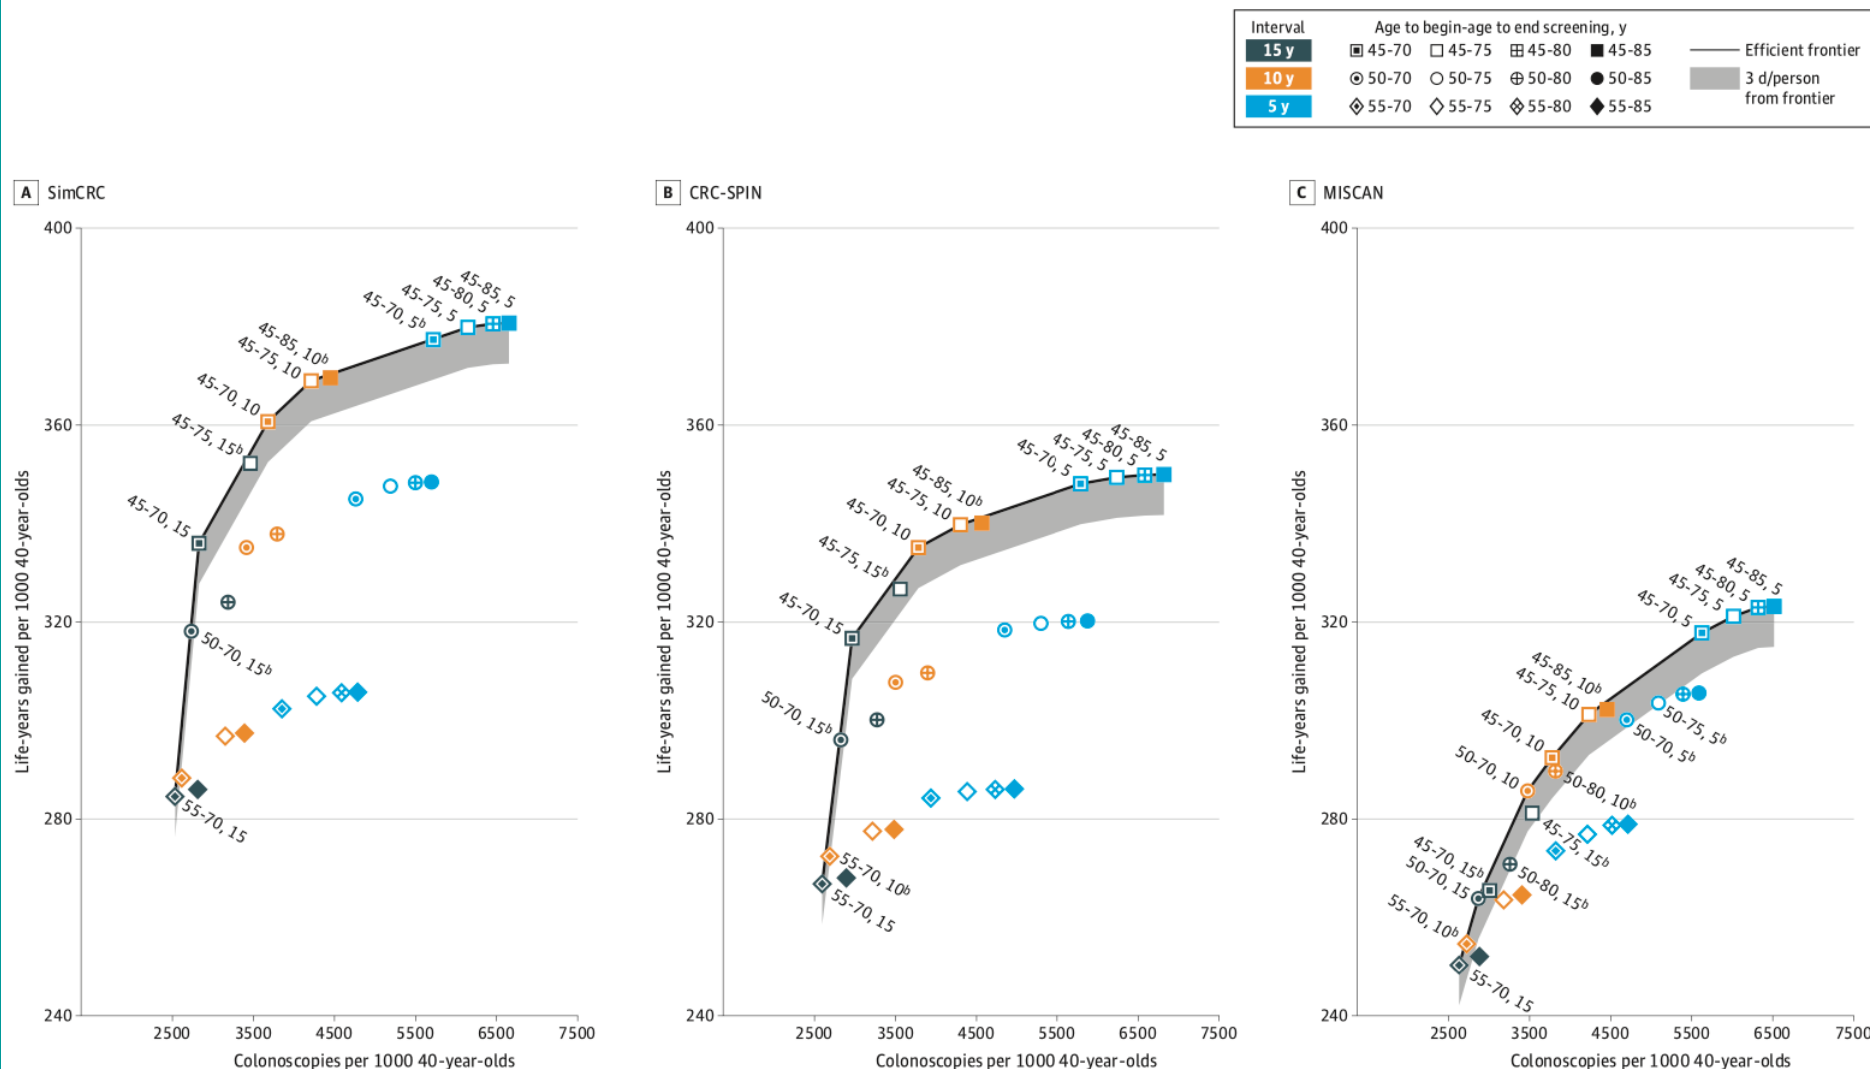 Interval Age to begin-age to end screening, y
15 y 45-70 45-75 45-80 45-85 Efficient frontier
10 y 50-70 50-75 50-80 50-85 3 d/person
from frontier
5 y 55-70 55-75 55-80 55-85
A SimCRC
400
360
320
280
240
Life-years gained per 1000 40-year-olds
45-85, 5
45-80, 5
45-75, 5
45-70, 5b
45-85, 10b
45-75, 10
45-70, 10
45-75, 15b
45-70, 15
50-70, 15b
55-70, 15
2500 3500 4500 5500 6500 7500
Colonoscopies per 1000 40-year-olds
B CRC-SPIN
400
360
320
280
240
Life-years gained per 1000 40-year-olds
45-85, 5
45-80, 5
45-75, 5
45-70, 5
45-85, 10b
45-75, 10
45-70, 10
45-75, 15b
45-70, 15
50-70, 15b
55-70, 10b
55-70, 15
2500 3500 4500 5500 6500 7500
Colonoscopies per 1000 40-year-olds
C MISCAN
400
360
320
280
240
Life-years gained per 1000 40-year-olds
45-85, 5
45-80, 5
45-75, 5
45-70, 5
45-85, 10b
45-75, 10
50-75, 5b
50-70, 5b
45-70, 10
50-70, 10
50-80, 10b
45-75, 15b
45-70, 15b
50-70, 15
50-80, 15b
55-70, 10b
55-70, 15
2500 3500 4500 5500 6500 7500
Colonoscopies per 1000 40-year-olds